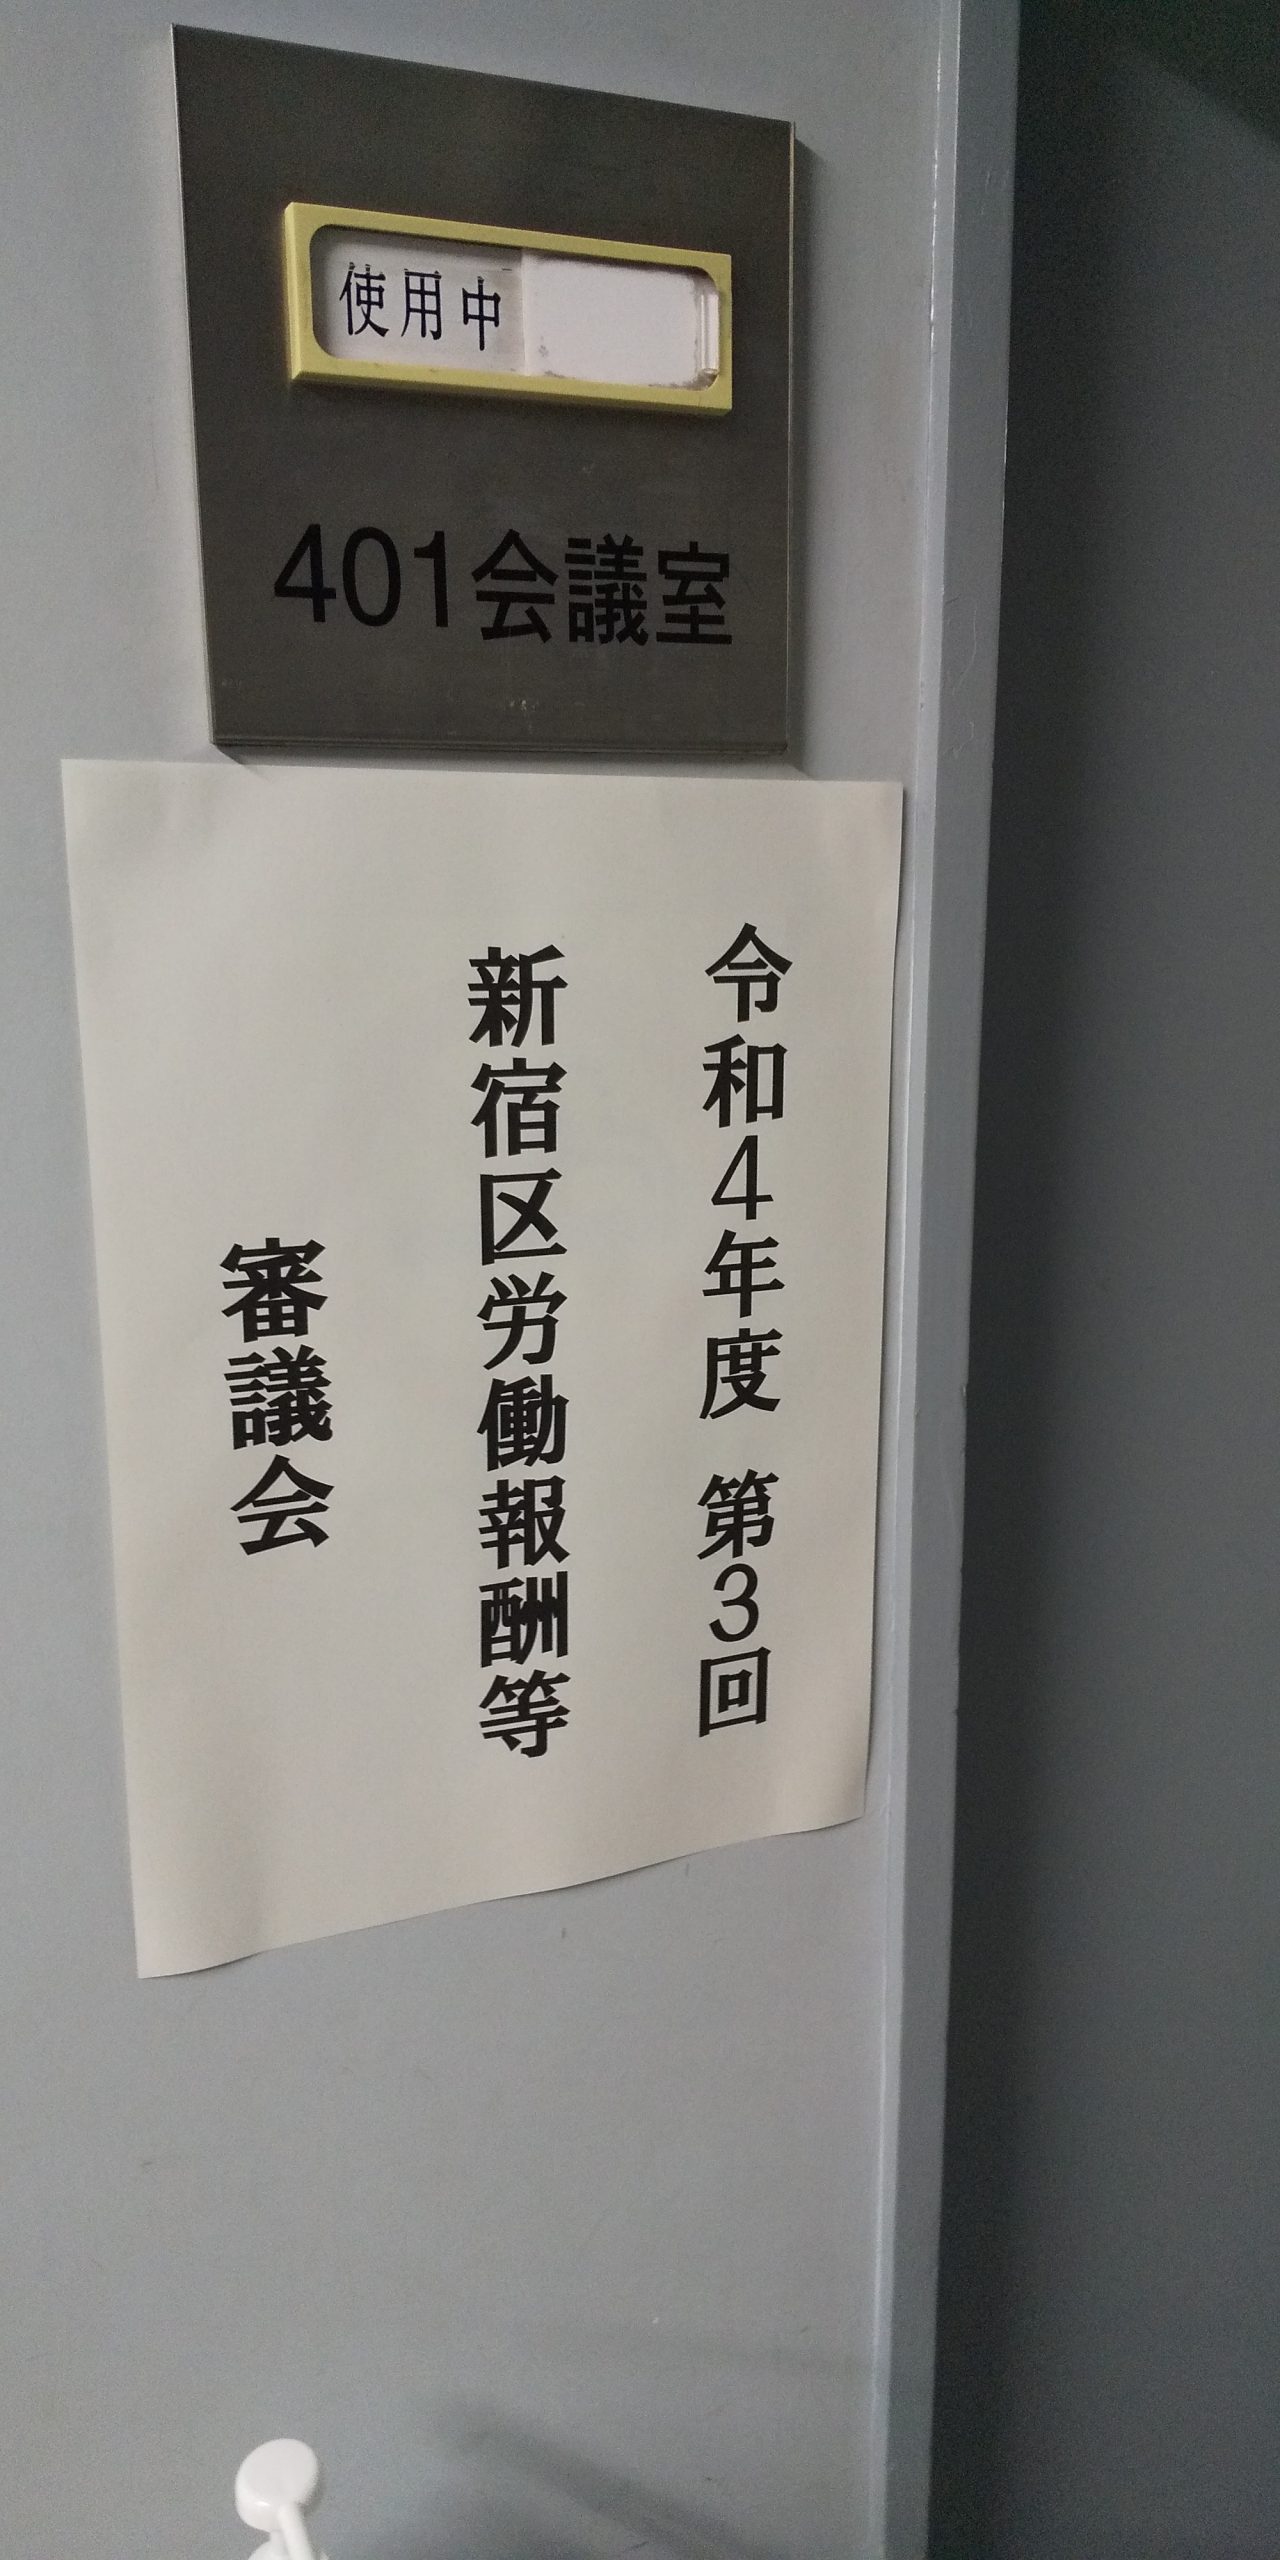 使用中
401会議室
令和4年度 第3回
新宿区労働報酬等
審議会